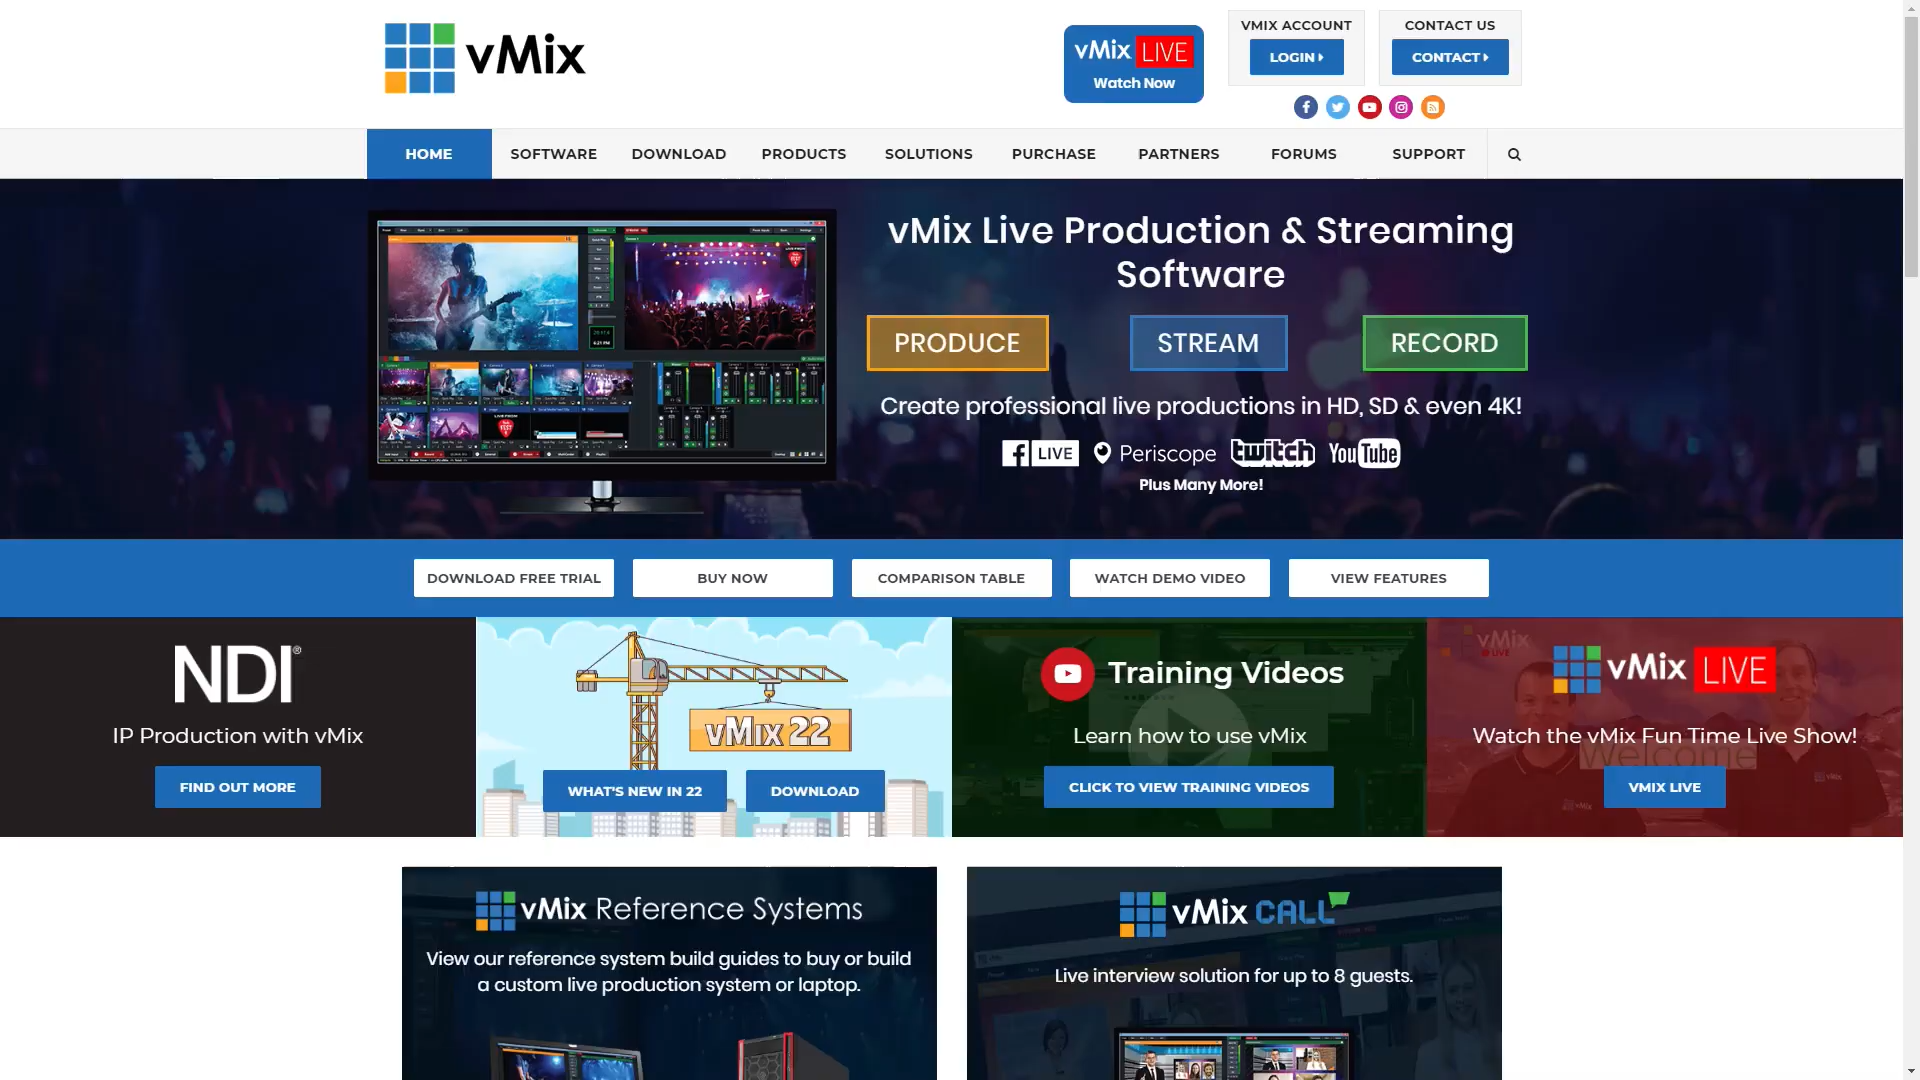 vMix
vMix LIVE
Watch Now
VMIX ACCOUNT
LOGIN
CONTACT US
CONTACT
HOME
SOFTWARE
DOWNLOAD
PRODUCTS
SOLUTIONS
PURCHASE
PARTNERS
FORUMS
SUPPORT
vMix Live Production & Streaming
Software
PRODUCE
STREAM
RECORD
Create professional live productions in HD, SD & even 4K!
LIVE
Periscope
twitch
YouTube
Plus Many More!
DOWNLOAD FREE TRIAL
BUY NOW
COMPARISON TABLE
WATCH DEMO VIDEO
VIEW FEATURES
NDI®
IP Production with vMix
FIND OUT MORE
vMix 22
WHAT'S NEW IN 22
DOWNLOAD
Training Videos
Learn how to use vMix
CLICK TO VIEW TRAINING VIDEOS
vMix LIVE
vMix LIVE
Watch the vMix Fun Time Live Show!
Welcome
VMIX LIVE
vMix Reference Systems
View our reference system build guides to buy or build
a custom live production system or laptop.
vMix CALL
Live interview solution for up to 8 guests.